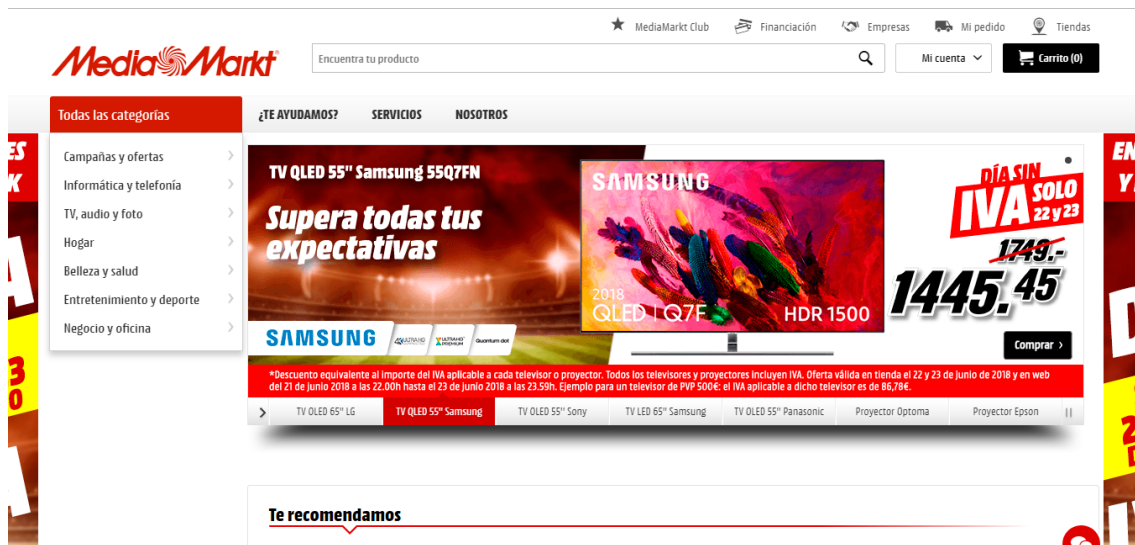 MediaMarkt Club
Financiación
Empresas
Mi pedido
Tiendas
MediaMarkt
Encuentra tu producto
Mi cuenta
Carrito (0)
Todas las categorías
¿TE AYUDAMOS?
SERVICIOS
NOSOTROS
Campañas y ofertas
Informática y telefonía
TV, audio y foto
Hogar
Belleza y salud
Entretenimiento y deporte
Negocio y oficina
TV QLED 55" Samsung 55Q7FN
Supera todas tus
expectativas
SAMSUNG
2018
QLED | Q7F
HDR 1500
DÍA SIN
IVA SOLO
22 y 23
1749.-
1445.45
SAMSUNG
Quantum dot
Comprar
*Descuento equivalente al importe del IVA aplicable a cada televisor o proyector. Todos los televisores y proyectores incluyen IVA. Oferta válida en tienda el 22 y 23 de junio de 2018 y en web
del 21 de junio 2018 a las 22.00h hasta el 23 de junio 2018 a las 23.59h. Ejemplo para un televisor de PVP 500€: el IVA aplicable a dicho televisor es de 86,78€.
TV OLED 65" LG
TV QLED 55" Samsung
TV OLED 55" Sony
TV LED 65" Samsung
TV OLED 55" Panasonic
Proyector Optoma
Proyector Epson
Te recomendamos